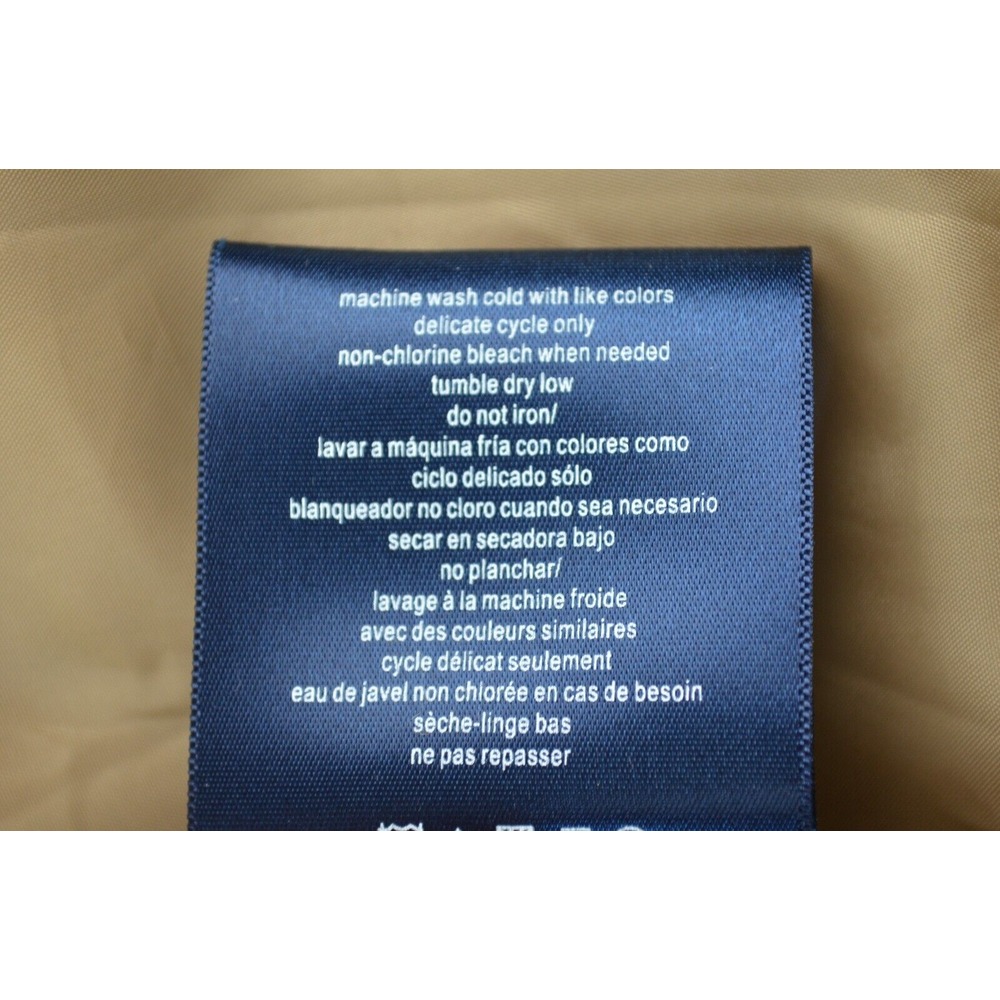 machine wash cold with like colors
delicate cycle only
non-chlorine bleach when needed
tumble dry low
do not iron/
lavar a máquina fría con colores como
ciclo delicado sólo
blanqueador no cloro cuando sea necesario
secar en secadora bajo
no planchar/
lavage à la machine froide
avec des couleurs similaires
cycle délicat seulement
eau de javel non chlorée en cas de besoin
sèche-linge bas
ne pas repasser